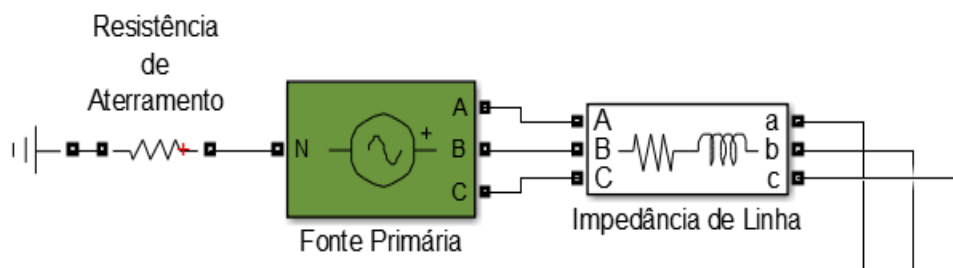 Resistência
de
Aterramento
N
A
B
C
+
Fonte Primária
A
B
C
a
b
c
Impedância de Linha